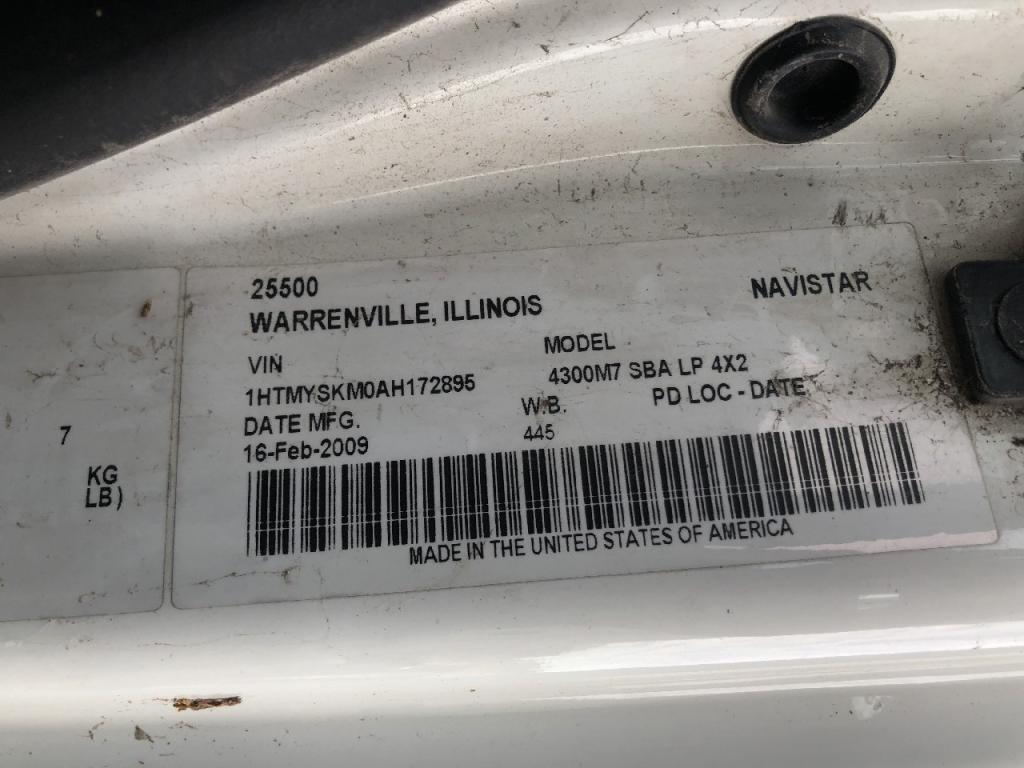 25500
WARRENVILLE, ILLINOIS
NAVISTAR
VIN
MODEL
1HTMYSKM0AH172895
4300M7 SBA LP 4X2
DATE MFG.
W.B.
PD LOC - DATE
16-Feb-2009
445
MADE IN THE UNITED STATES OF AMERICA
7
KG
LB)